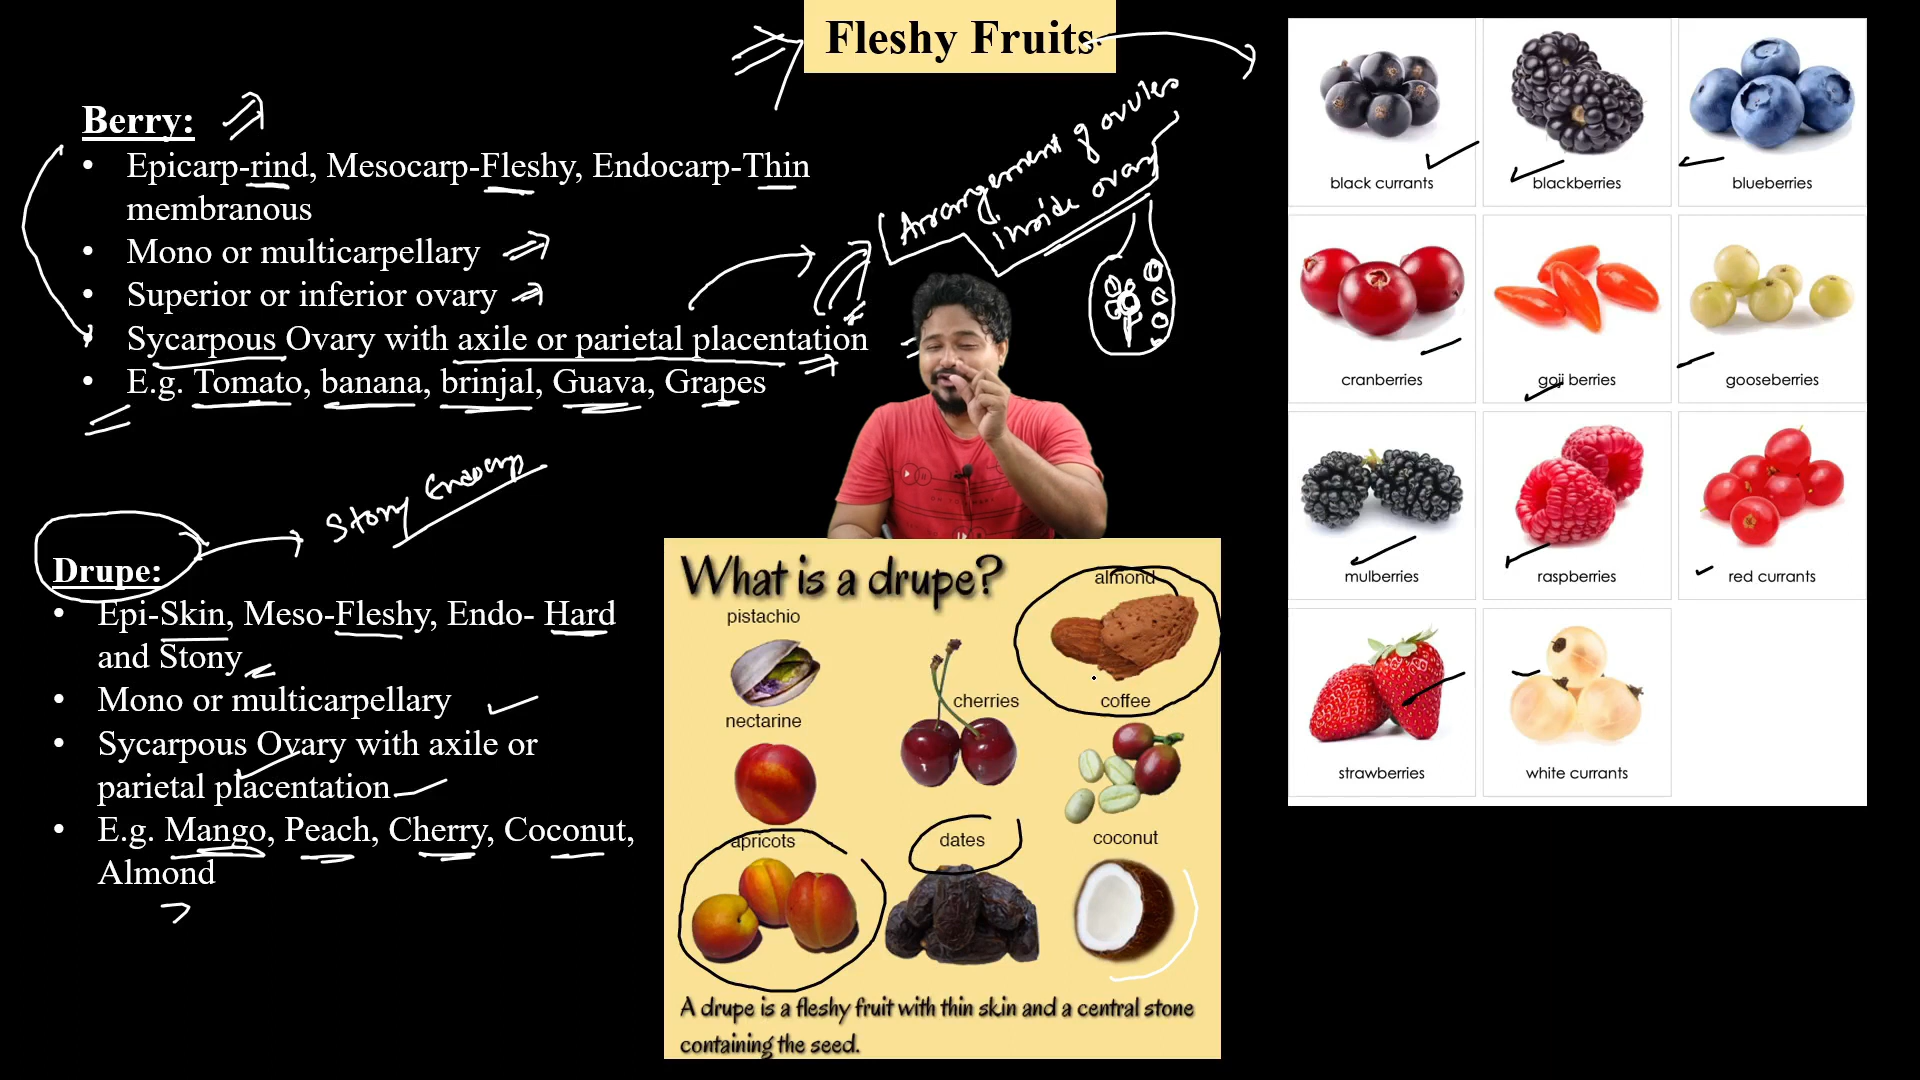 Fleshy Fruits
Berry:
• Epicarp-rind, Mesocarp-Fleshy, Endocarp-Thin
membranous
• Mono or multicarpellary
• Superior or inferior ovary
• Sycarpous Ovary with axile or parietal placentation
• E.g. Tomato, banana, brinjal, Guava, Grapes
Arrangement of ovules
inside ovary
Stony Endocarp
Drupe:
• Epi-Skin, Meso-Fleshy, Endo- Hard
and Stony
• Mono or multicarpellary
• Sycarpous Ovary with axile or
parietal placentation
• E.g. Mango, Peach, Cherry, Coconut,
Almond
What is a drupe?
almond
pistachio
cherries
coffee
nectarine
apricots
dates
coconut
A drupe is a fleshy fruit with thin skin and a central stone
containing the seed.
black currants
blackberries
blueberries
cranberries
goji berries
gooseberries
mulberries
raspberries
red currants
strawberries
white currants